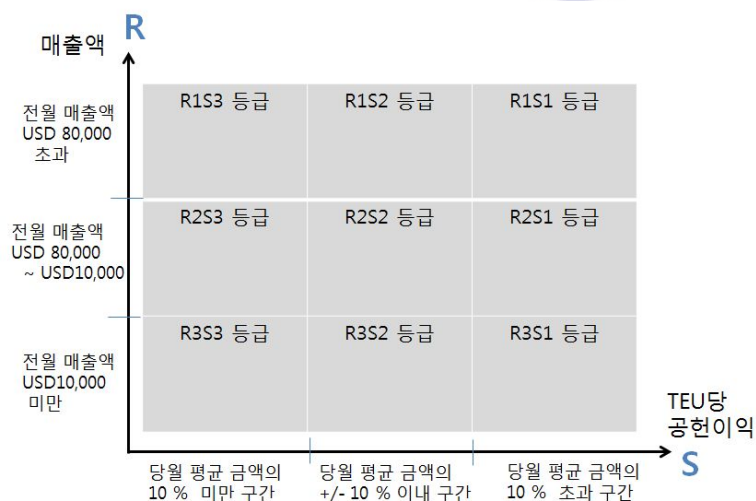 매출액 R
전월 매출액
USD 80,000
초과
R1S3 등급
R1S2 등급
R1S1 등급
전월 매출액
USD 80,000
~ USD10,000
R2S3 등급
R2S2 등급
R2S1 등급
전월 매출액
USD10,000
미만
R3S3 등급
R3S2 등급
R3S1 등급
TEU당
공헌이익
S
당월 평균 금액의
10 % 미만 구간
당월 평균 금액의
+/- 10 % 이내 구간
당월 평균 금액의
10 % 초과 구간